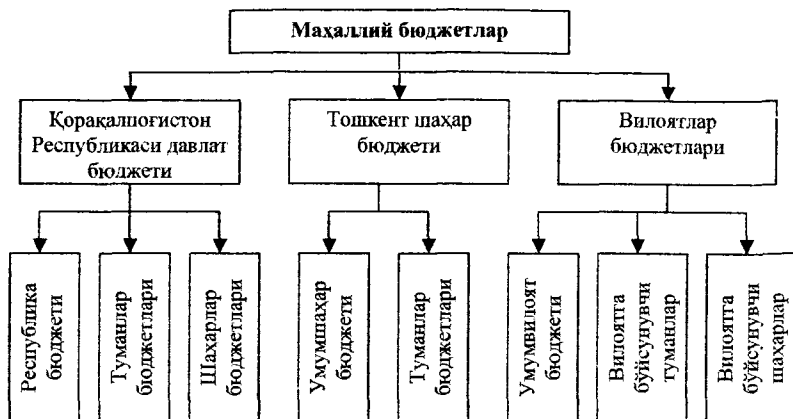 Маҳаллий бюджетлар
Қорақалпоғистон
Республикаси давлат
бюджети
Тошкент шаҳар
бюджети
Вилоятлар
бюджетлари
Республика
бюджети
Туманлар
бюджетлари
Шаҳарлар
бюджетлари
Умумшаҳар
бюджети
Туманлар
бюджетлари
Умумвилоят
бюджети
Вилоятга
бўйсунувчи
туманлар
Вилоятга
бўйсунувчи
шаҳарлар